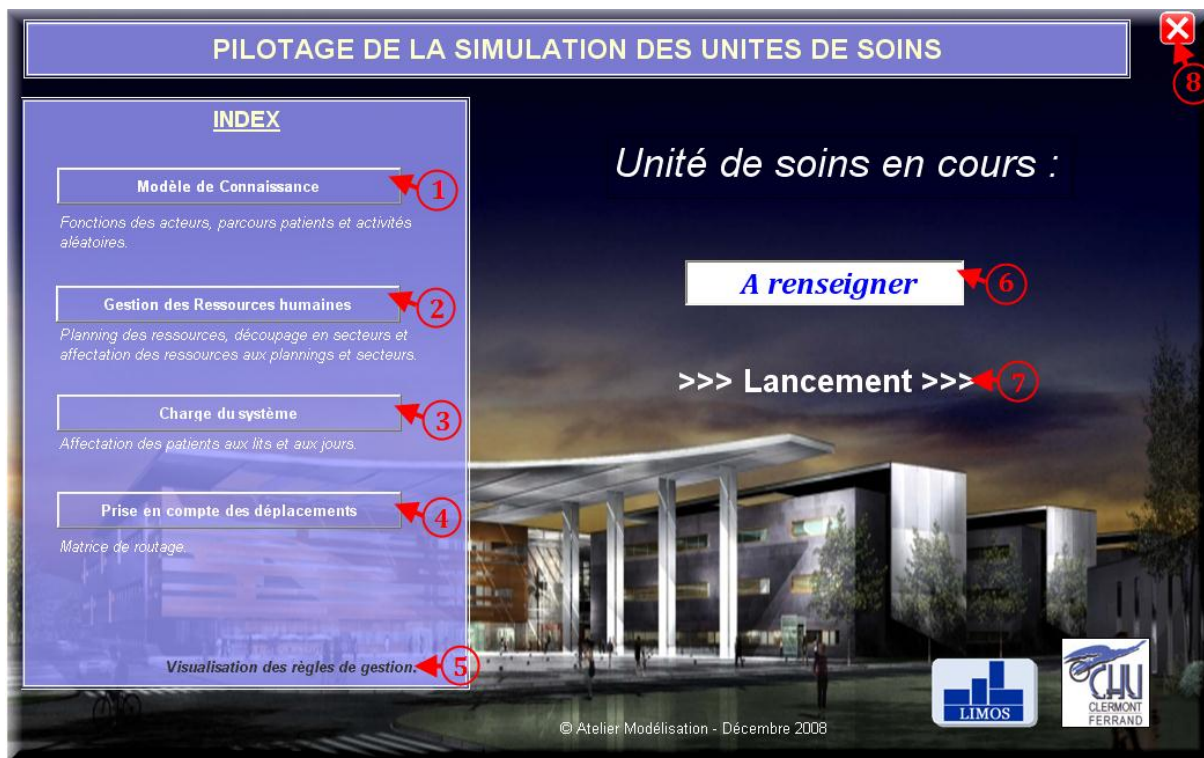 PILOTAGE DE LA SIMULATION DES UNITES DE SOINS
8
INDEX
Modèle de Connaissance
1
Fonctions des acteurs, parcours patients et activités
aléatoires.
Gestion des Ressources humaines
2
Planning des ressources, découpage en secteurs et
affectation des ressources aux plannings et secteurs.
Charge du système
3
Affectation des patients aux lits et aux jours.
Prise en compte des déplacements
4
Matrice de routage.
Visualisation des règles de gestion.
5
Unité de soins en cours :
A renseigner
6
>>> Lancement >>>
7
LIMOS
CHU
CLERMONT
FERRAND
© Atelier Modélisation - Décembre 2008